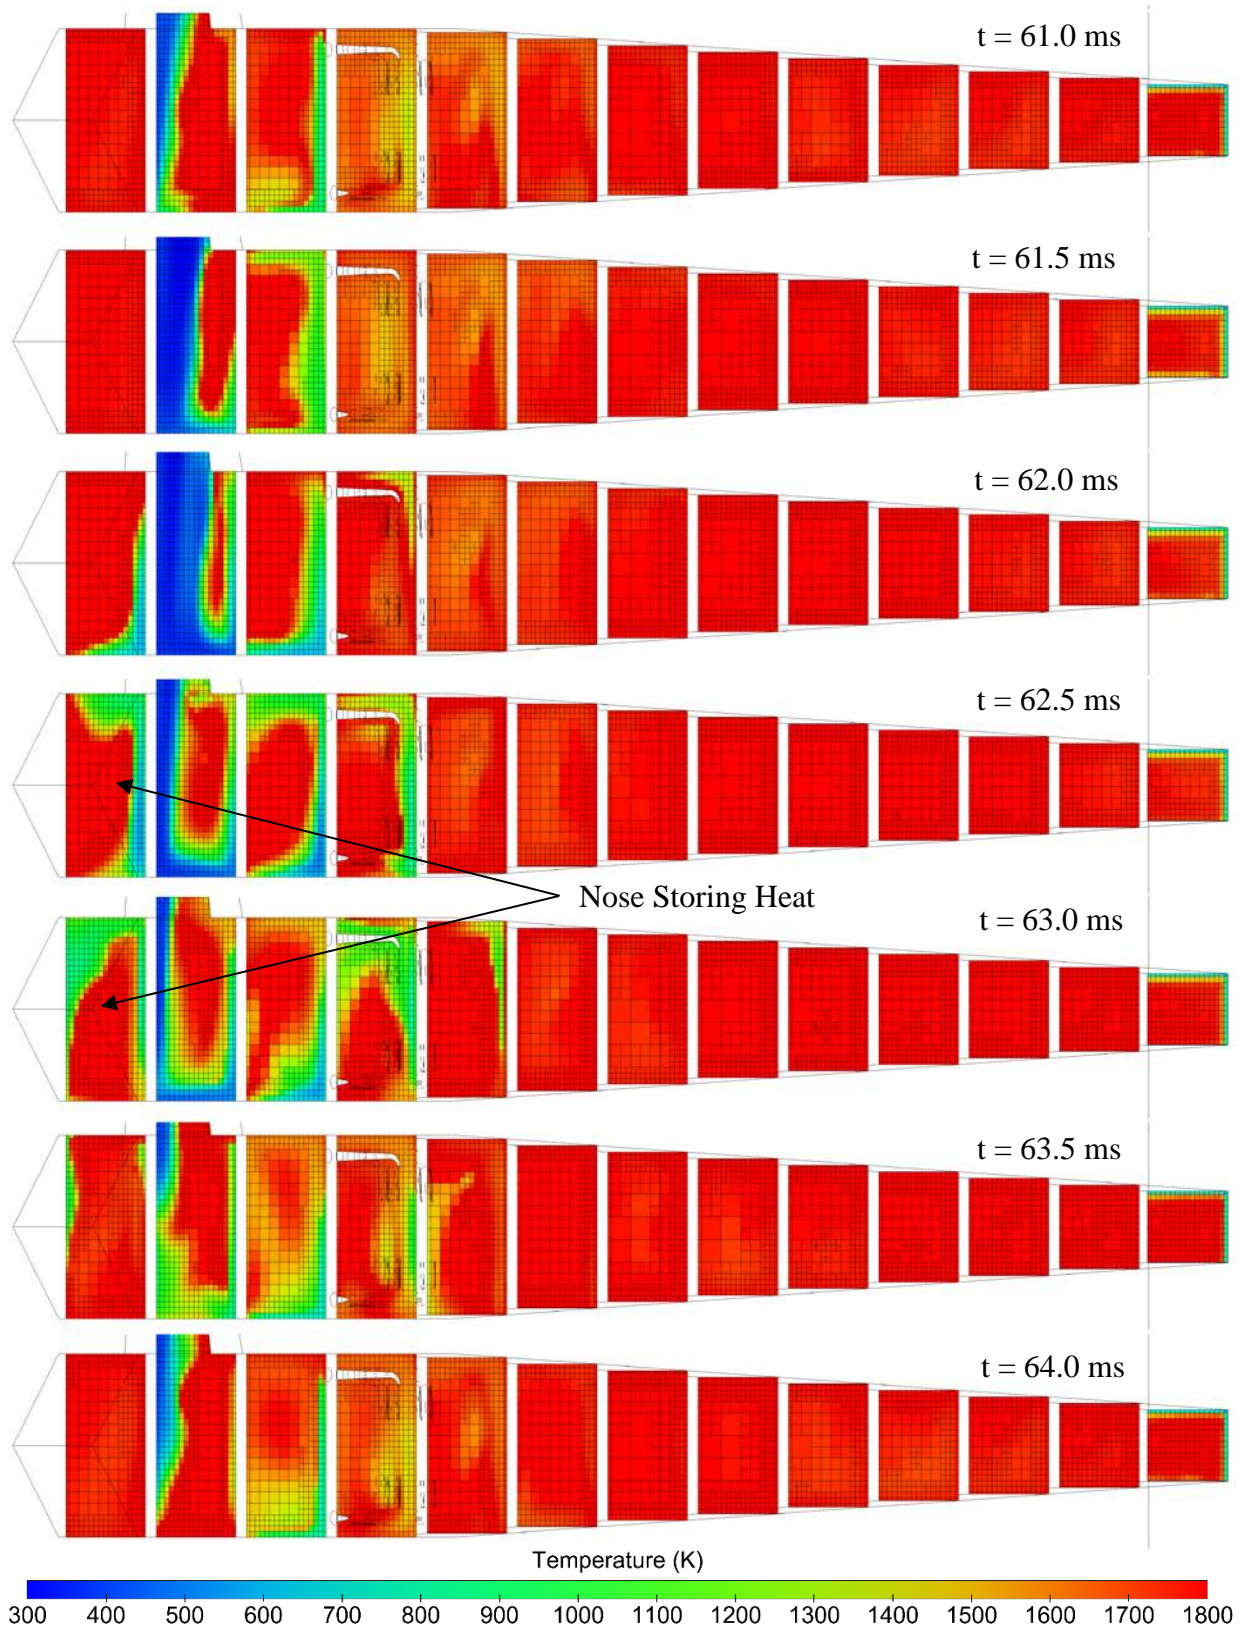 t = 61.0 ms
t = 61.5 ms
t = 62.0 ms
t = 62.5 ms
Nose Storing Heat
t = 63.0 ms
t = 63.5 ms
t = 64.0 ms
Temperature (K)
300 400 500 600 700 800 900 1000 1100 1200 1300 1400 1500 1600 1700 1800